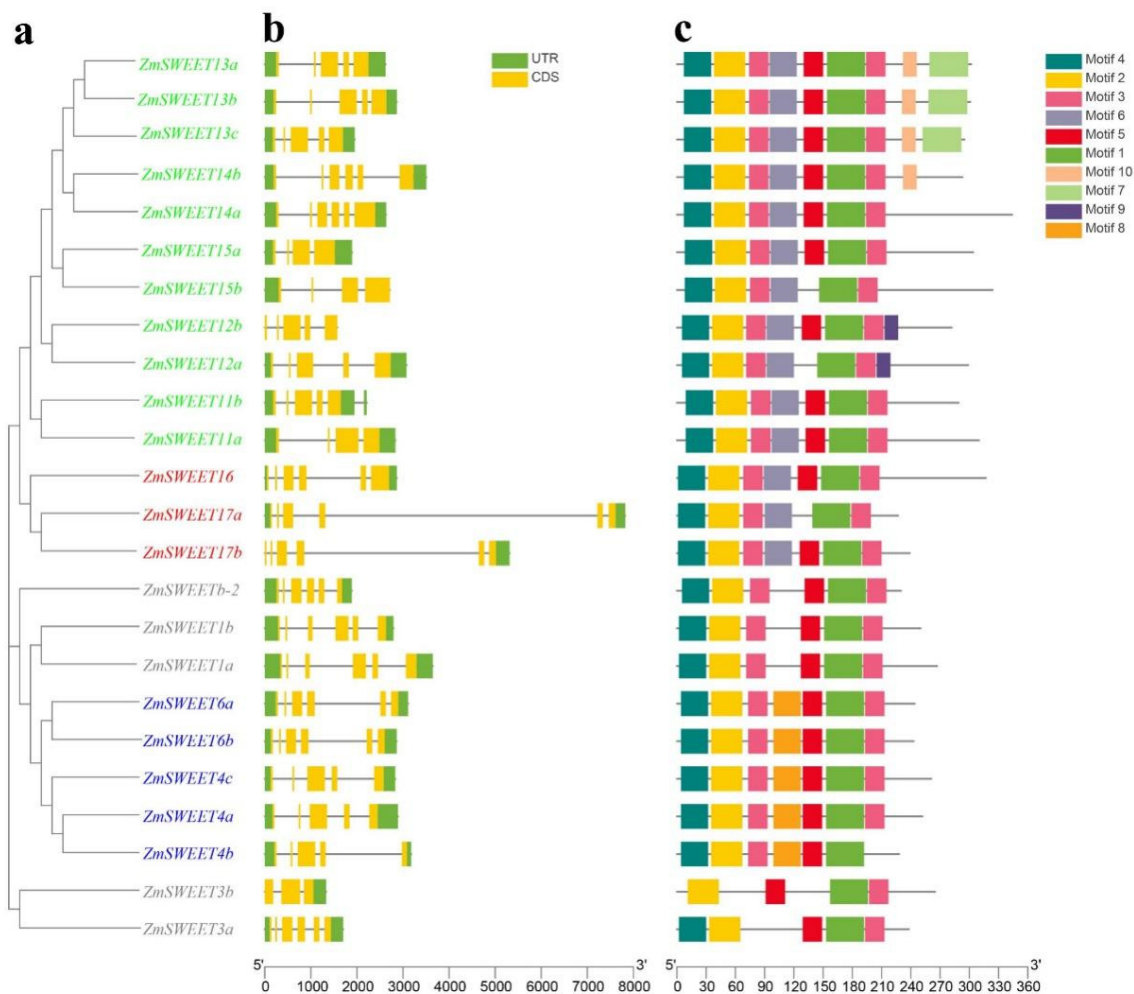 a
b
c
ZmSWEET13a
ZmSWEET13b
ZmSWEET13c
ZmSWEET14b
ZmSWEET14a
ZmSWEET15a
ZmSWEET15b
ZmSWEET12b
ZmSWEET12a
ZmSWEET11b
ZmSWEET11a
ZmSWEET16
ZmSWEET17a
ZmSWEET17b
ZmSWEETb-2
ZmSWEET1b
ZmSWEET1a
ZmSWEET6a
ZmSWEET6b
ZmSWEET4c
ZmSWEET4a
ZmSWEET4b
ZmSWEET3b
ZmSWEET3a
UTR
CDS
5' 3'
0 1000 2000 3000 4000 5000 6000 7000 8000
Motif 4
Motif 2
Motif 3
Motif 6
Motif 5
Motif 1
Motif 10
Motif 7
Motif 9
Motif 8
5' 3'
0 30 60 90 120 150 180 210 240 270 300 330 360